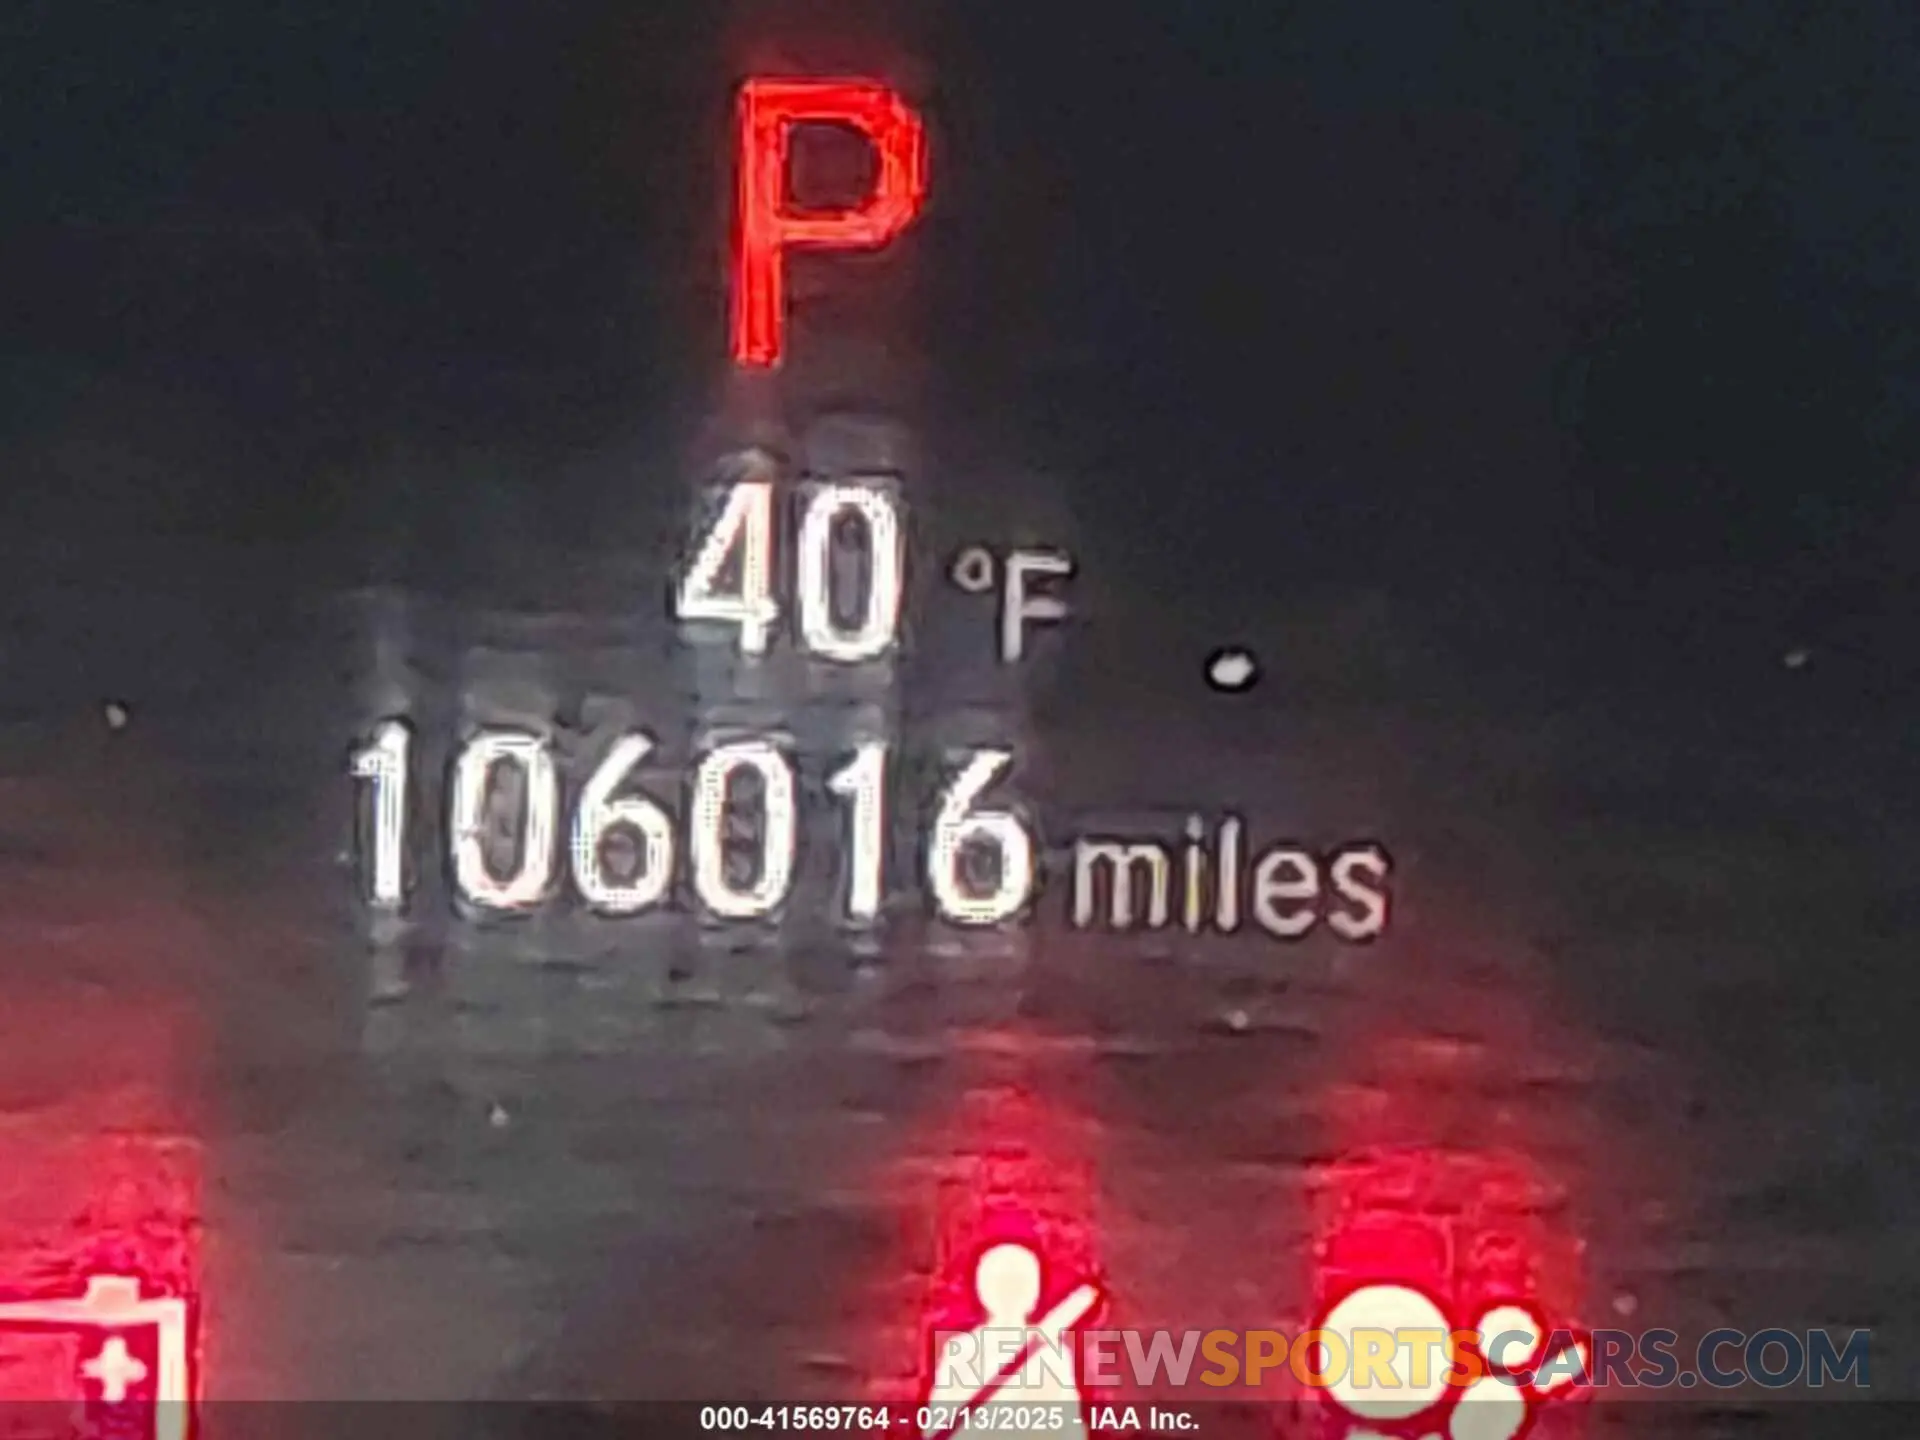 P
40 °F
106016 miles
RENEWSPORTSCARS.COM
000-41569764 - 02/13/2025 - IAA Inc.